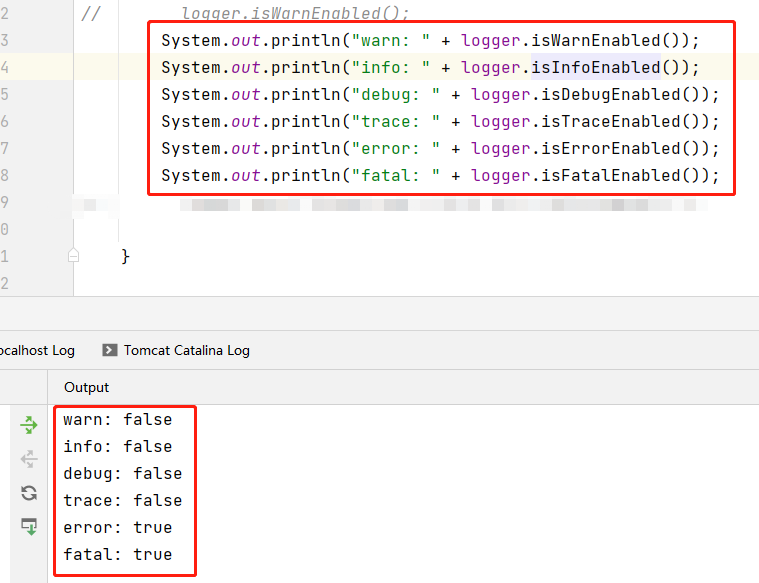 2 // logger.isWarnEnabled();
3 System.out.println("warn: " + logger.isWarnEnabled());
4 System.out.println("info: " + logger.isInfoEnabled());
5 System.out.println("debug: " + logger.isDebugEnabled());
6 System.out.println("trace: " + logger.isTraceEnabled());
7 System.out.println("error: " + logger.isErrorEnabled());
8 System.out.println("fatal: " + logger.isFatalEnabled());
9
0
1 }
2
ocalhost Log Tomcat Catalina Log
Output
warn: false
info: false
debug: false
trace: false
error: true
fatal: true